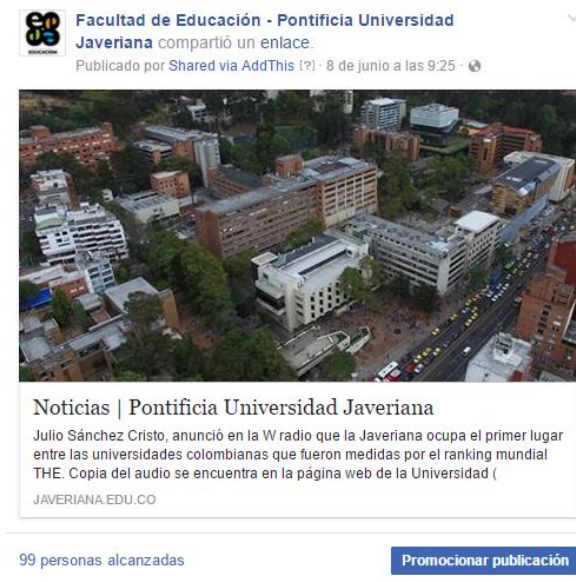 Facultad de Educación - Pontificia Universidad
Javeriana compartió un enlace.
Publicado por Shared via AddThis [?] · 8 de junio a las 9:25 ·
EDUCACIÓN
Noticias | Pontificia Universidad Javeriana
Julio Sánchez Cristo, anunció en la W radio que la Javeriana ocupa el primer lugar
entre las universidades colombianas que fueron medidas por el ranking mundial
THE. Copia del audio se encuentra en la página web de la Universidad (
JAVERIANA.EDU.CO
99 personas alcanzadas
Promocionar publicación